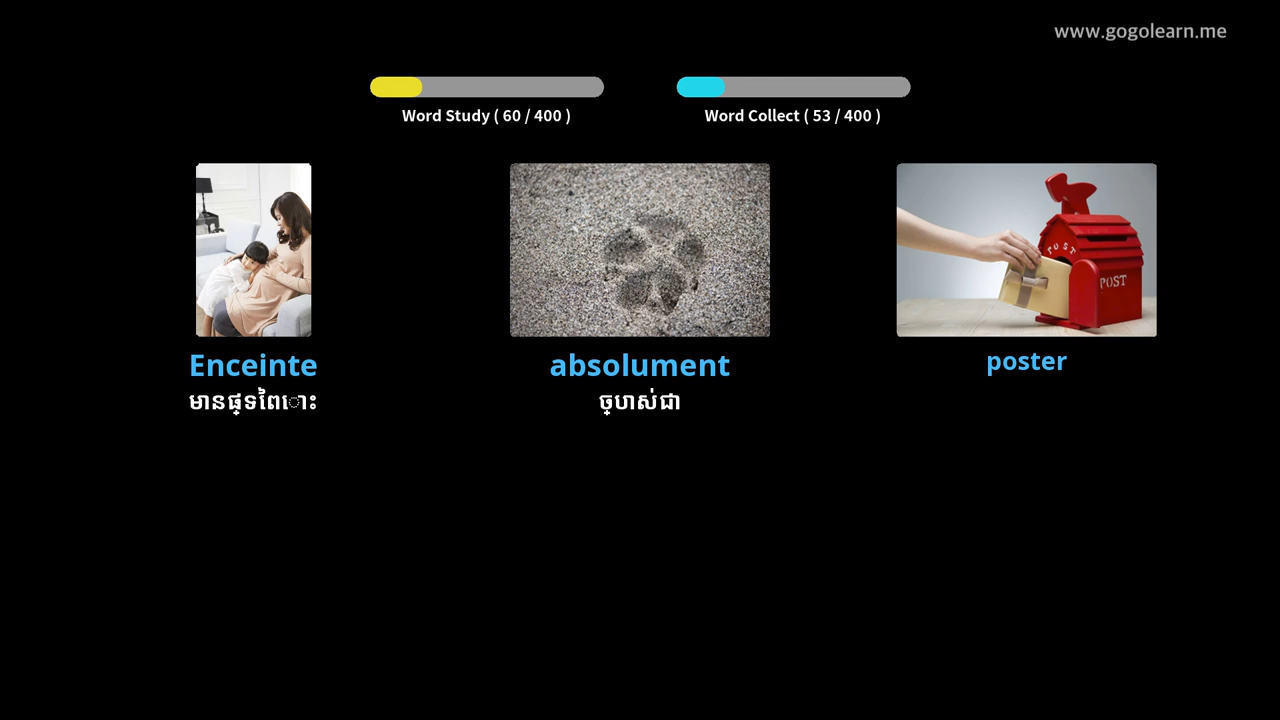 www.gogolearn.me
Word Study ( 60 / 400 )
Word Collect ( 53 / 400 )
POST
POST
Enceinte
absolument
poster
មានផ្ទៃពោះ
ច្បាស់ជា